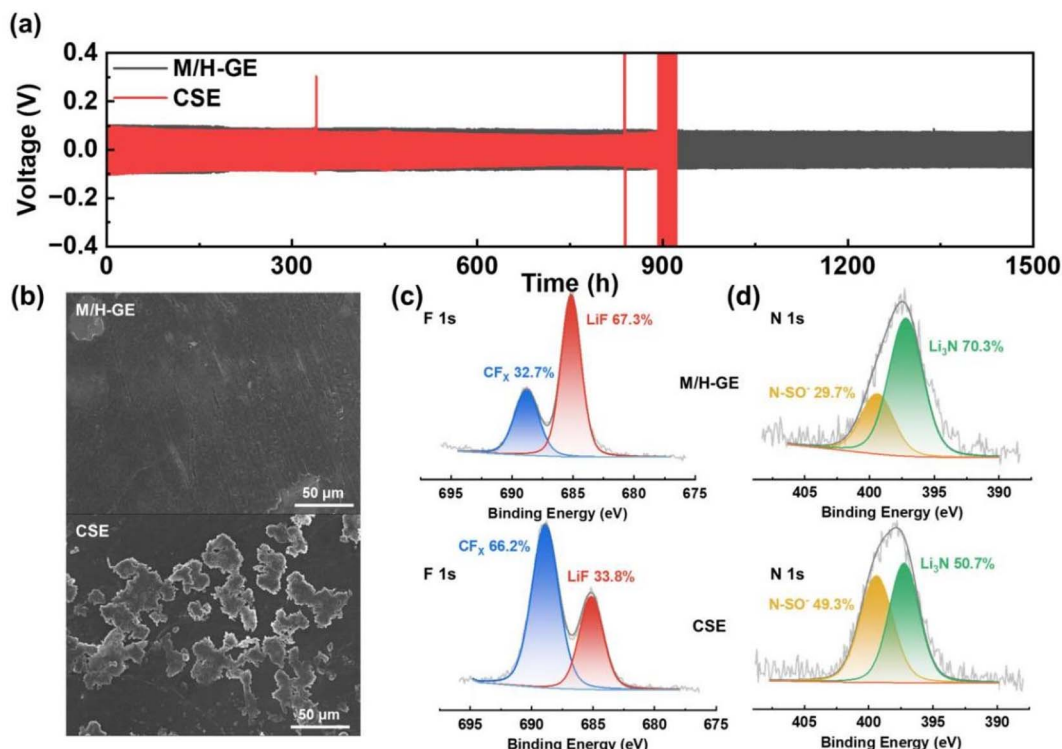 (a)
0.4
0.2
0.0
-0.2
-0.4
Voltage (V)
M/H-GE
CSE
0
300
600
900
1200
1500
Time (h)
(b)
M/H-GE
50 µm
CSE
50 µm
(c)
F 1s
LiF 67.3%
CFX 32.7%
695
690
685
680
675
Binding Energy (eV)
M/H-GE
CFX 66.2%
F 1s
LiF 33.8%
695
690
685
680
675
Binding Energy (eV)
CSE
(d)
N 1s
Li₃N 70.3%
N-SO⁻ 29.7%
405
400
395
390
Binding Energy (eV)
N 1s
Li₃N 50.7%
N-SO⁻ 49.3%
405
400
395
390
Binding Energy (eV)